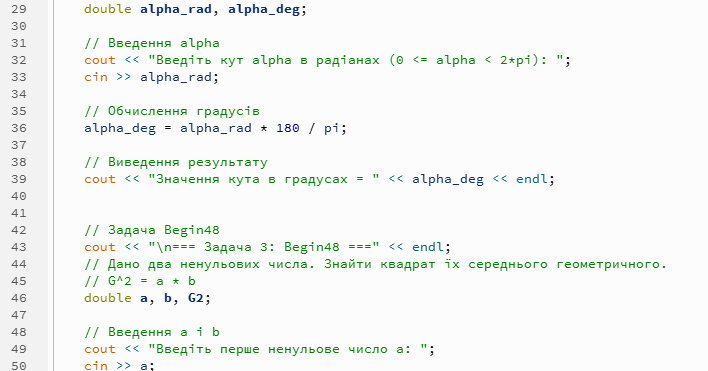 29 double alpha_rad, alpha_deg;
30
31 // Введення alpha
32 cout << "Введіть кут alpha в радіанах (0 <= alpha < 2*pi): ";
33 cin >> alpha_rad;
34
35 // Обчислення градусів
36 alpha_deg = alpha_rad * 180 / pi;
37
38 // Виведення результату
39 cout << "Значення кута в градусах = " << alpha_deg << endl;
40
41
42 // Задача Begin48
43 cout << "\n=== Задача 3: Begin48 ===" << endl;
44 // Дано два ненульових числа. Знайти квадрат їх середнього геометричного.
45 // G^2 = a * b
46 double a, b, G2;
47
48 // Введення a і b
49 cout << "Введіть перше ненульове число a: ";
50 cin >> a;